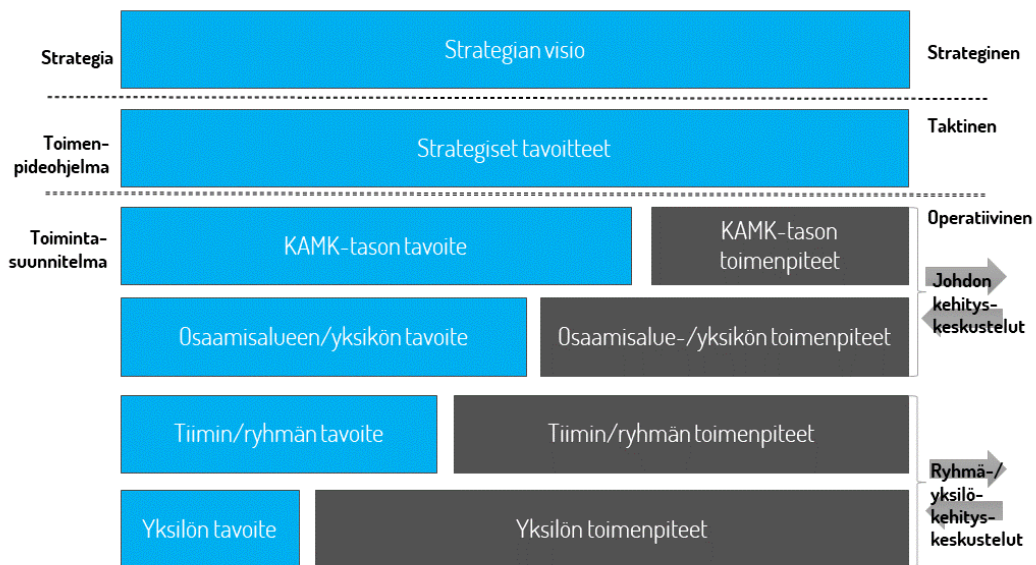 Strategia
Strategian visio
Strateginen
Toimen-
pideohjelma
Strategiset tavoitteet
Taktinen
Toiminta-
suunnitelma
KAMK-tason tavoite
KAMK-tason
toimenpiteet
Operatiivinen
Osaamisalueen/yksikön tavoite
Osaamisalue-/yksikön toimenpiteet
Johdon
kehitys-
keskustelut
Tiimin/ryhmän tavoite
Tiimin/ryhmän toimenpiteet
Yksilön tavoite
Yksilön toimenpiteet
Ryhmä-/
yksilö-
kehitys-
keskustelut